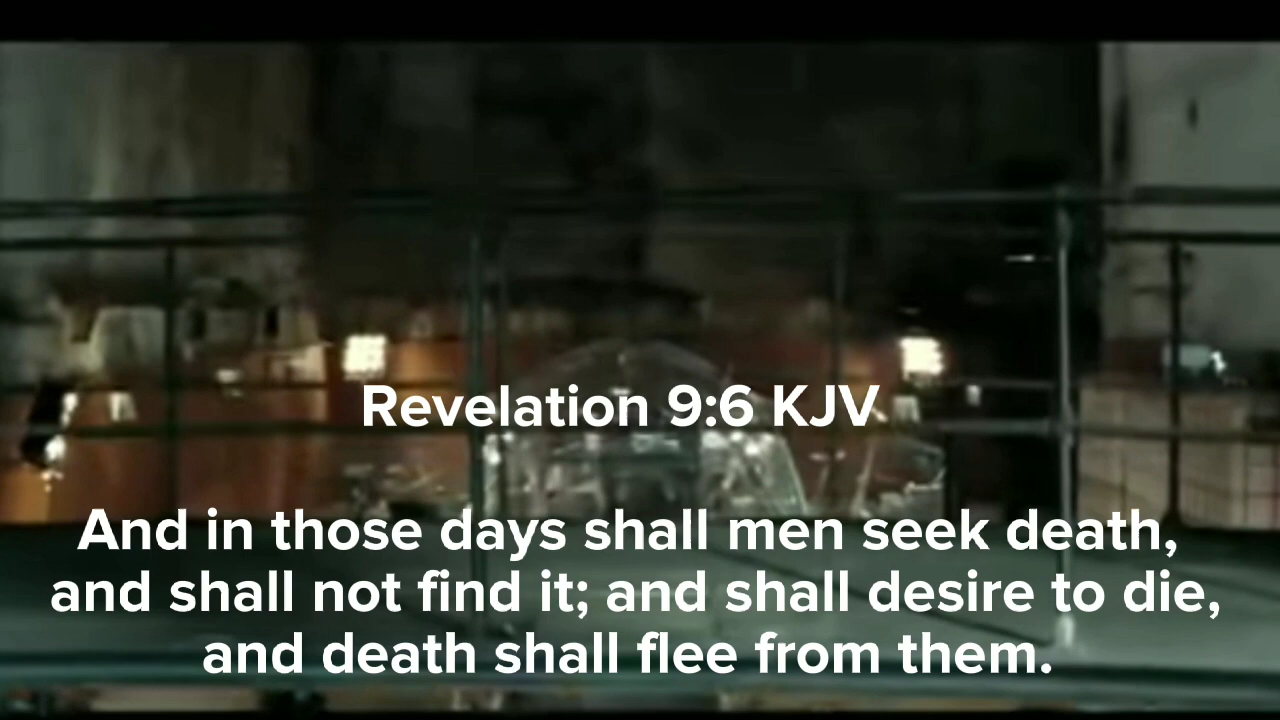 Revelation 9:6 KJV
And in those days shall men seek death,
and shall not find it; and shall desire to die,
and death shall flee from them.